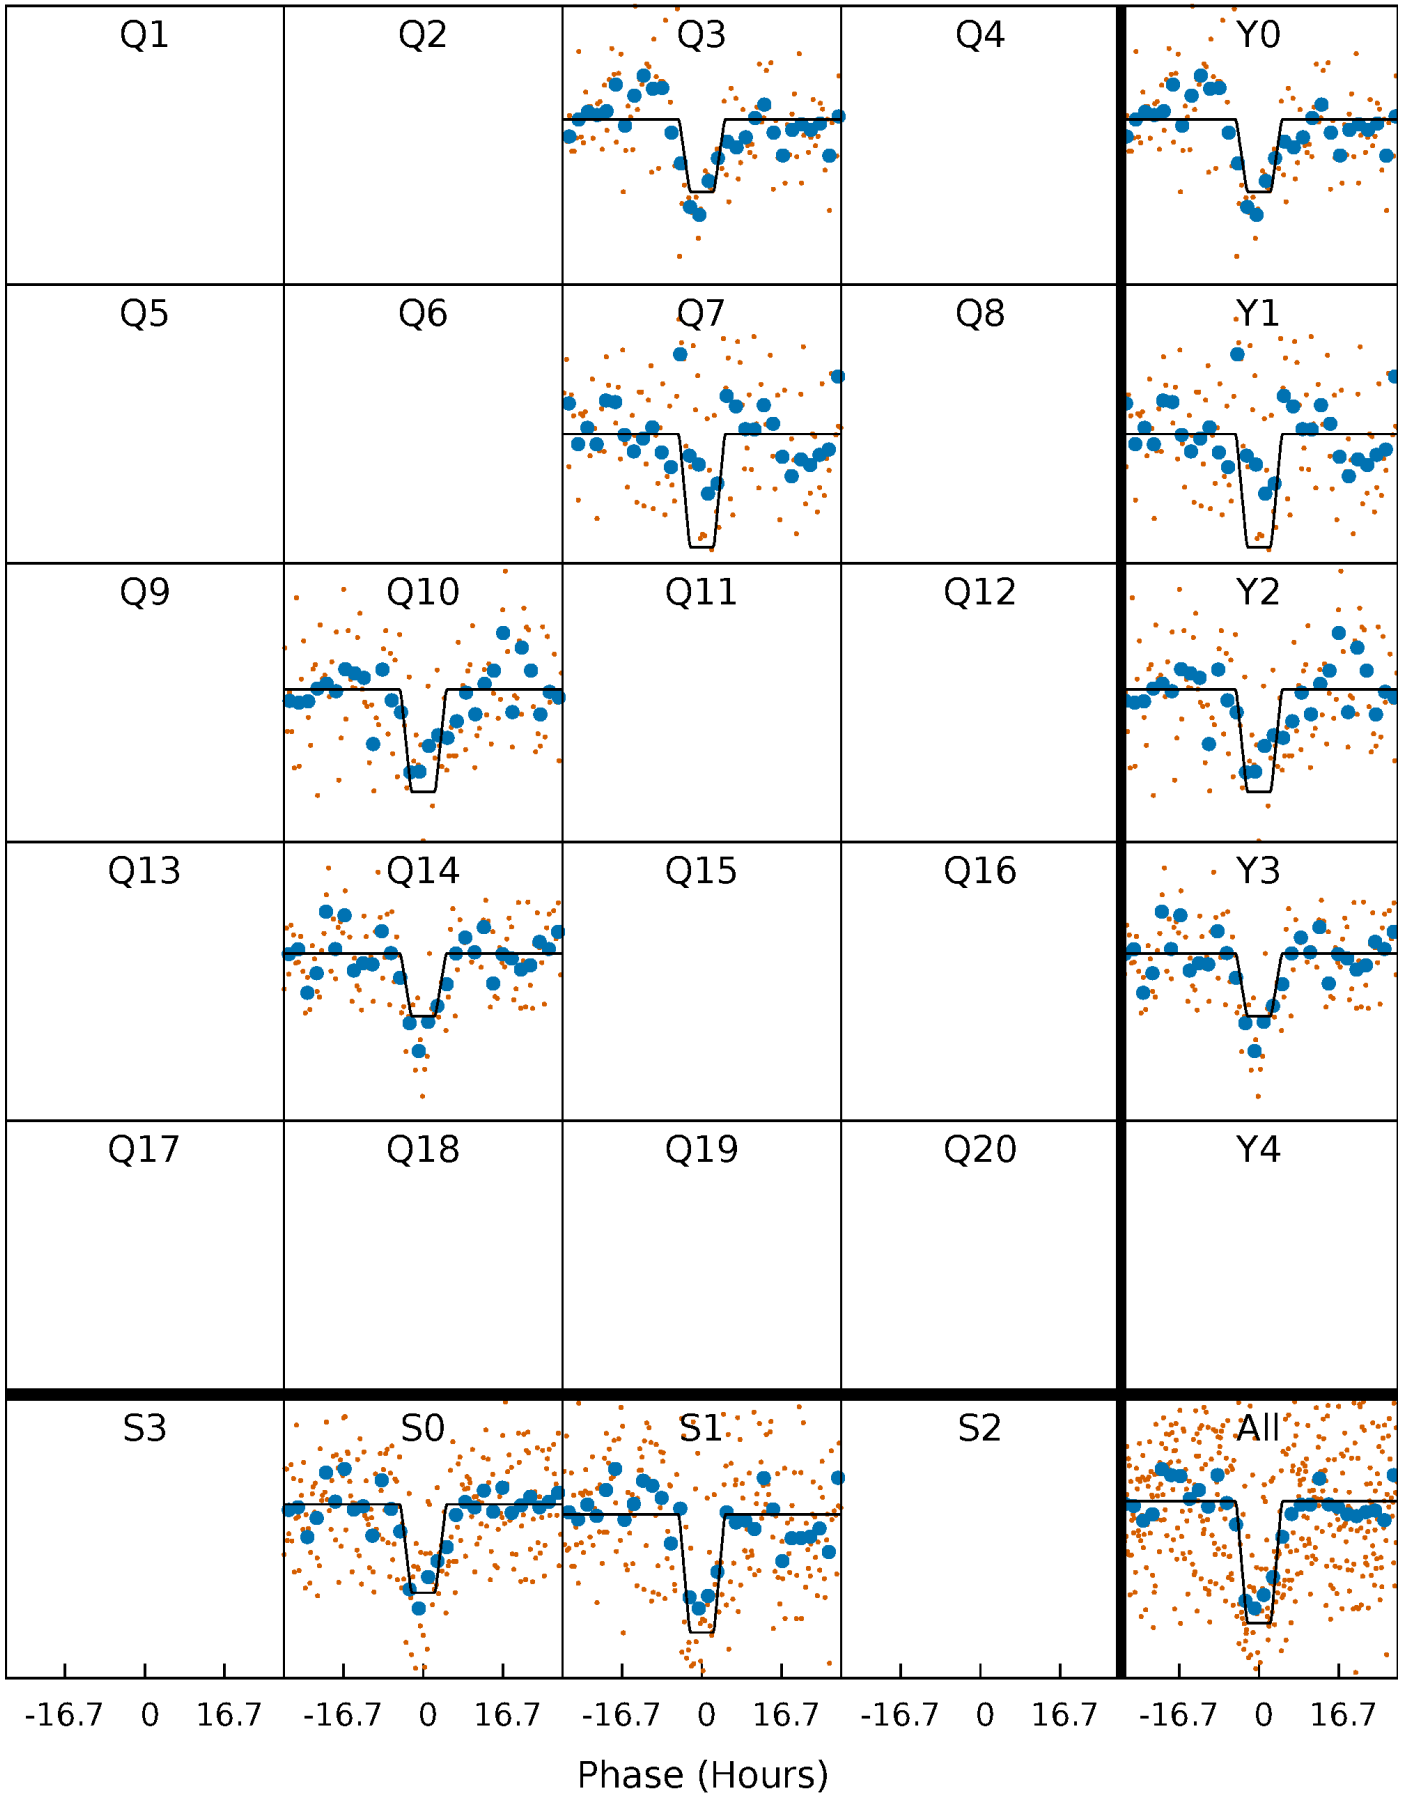 Q1 Q2 Q3 Q4 Y0
Q5 Q6 Q7 Q8 Y1
Q9 Q10 Q11 Q12 Y2
Q13 Q14 Q15 Q16 Y3
Q17 Q18 Q19 Q20 Y4
S3 S0 S1 S2 All
-16.7 0 16.7 -16.7 0 16.7 -16.7 0 16.7 -16.7 0 16.7 -16.7 0 16.7
Phase (Hours)